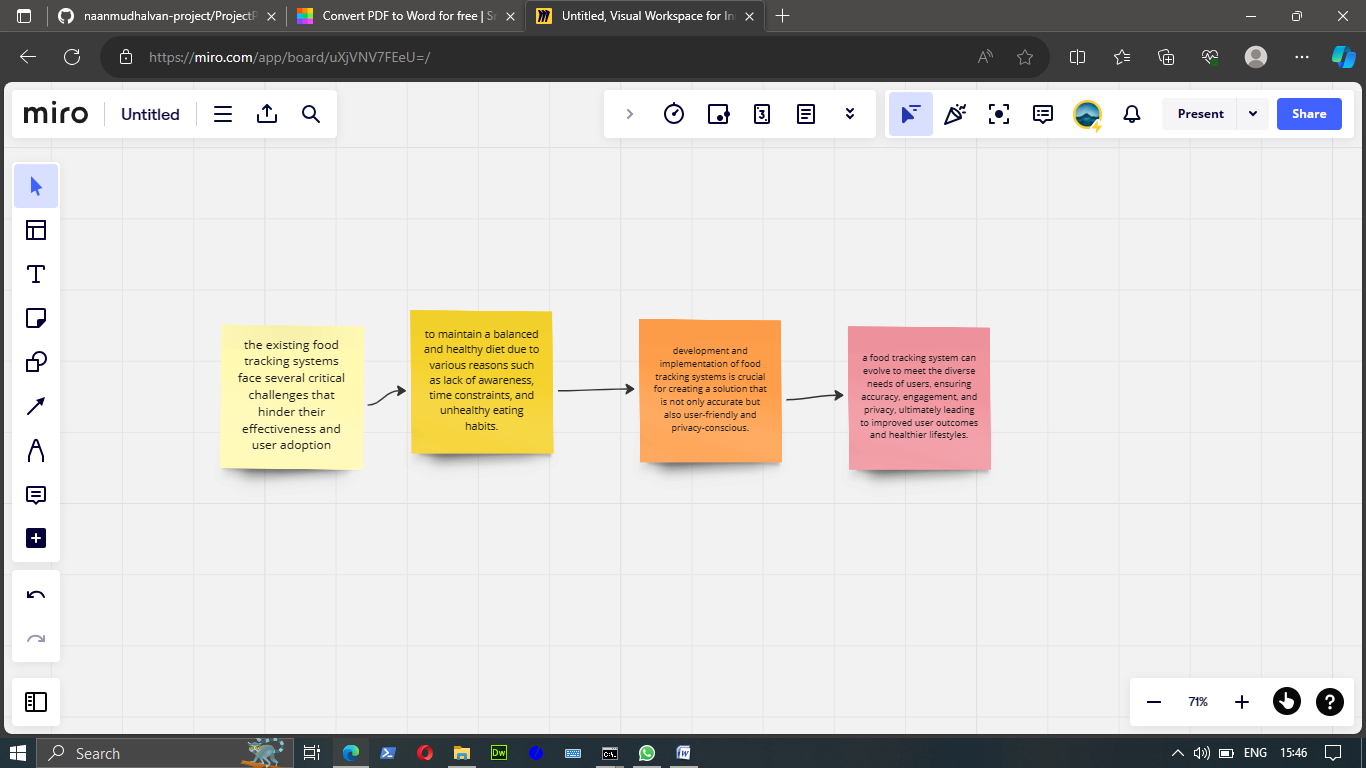 naanmudhalvan-project/ProjectP
Convert PDF to Word for free | Sm
Untitled, Visual Workspace for Inn
https://miro.com/app/board/uXjVNV7FEeU=/
miro
Untitled
3
Present
Share
the existing food
tracking systems
face several critical
challenges that
hinder their
effectiveness and
user adoption
to maintain a balanced
and healthy diet due to
various reasons such
as lack of awareness,
time constraints, and
unhealthy eating
habits.
development and
implementation of food
tracking systems is crucial
for creating a solution that
is not only accurate but
also user-friendly and
privacy-conscious.
a food tracking system can
evolve to meet the diverse
needs of users, ensuring
accuracy, engagement, and
privacy, ultimately leading
to improved user outcomes
and healthier lifestyles.
71%
?
Search
Dw
ENG
15:46